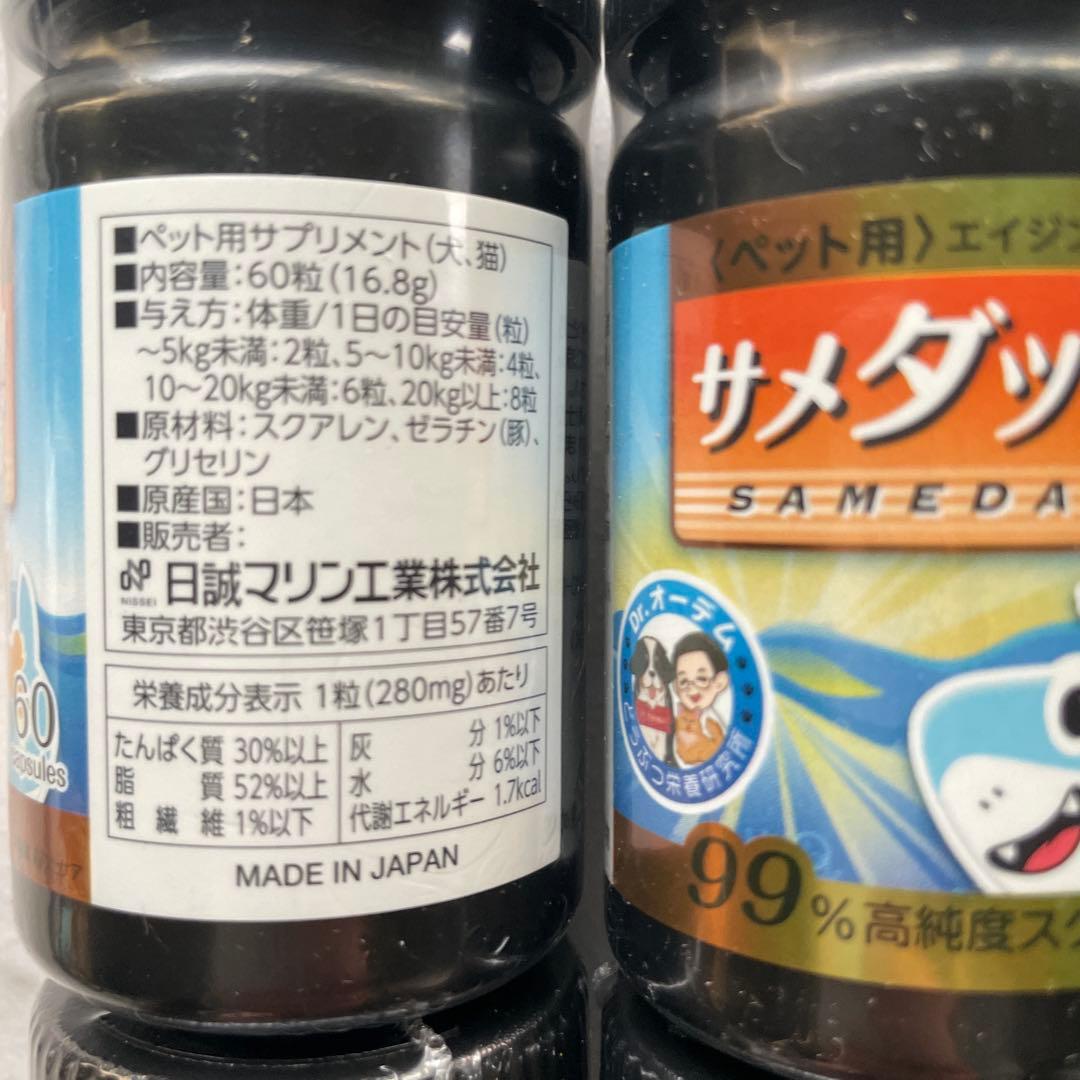 ■ペット用サプリメント(犬、猫)
■内容量:60粒(16.8g)
■与え方:体重/1日の目安量(粒)
～5kg未満:2粒、5～10kg未満:4粒、
10～20kg未満:6粒、20kg以上:8粒
■原材料:スクアレン、ゼラチン(豚)、
グリセリン
■原産国:日本
■販売者:
NISSEI 日誠マリン工業株式会社
東京都渋谷区笹塚1丁目57番7号
栄養成分表示 1粒(280mg)あたり
たんぱく質 30%以上 灰分 1%以下
脂質 52%以上 水分 6%以下
粗繊維 1%以下 代謝エネルギー 1.7kcal
MADE IN JAPAN
60
capsules
〈ペット用〉エイジン
サメダッ
SAMEDA
Dr.オーデム
どうぶつ栄養研究所
99%高純度スク